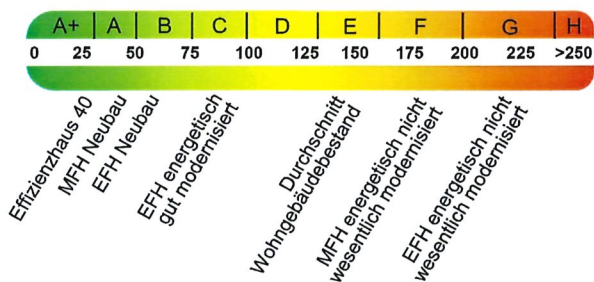 A+ A B C D E F G H
0 25 50 75 100 125 150 175 200 225 >250
Effizienzhaus 40
MFH Neubau
EFH Neubau
EFH energetisch
gut modernisiert
Durchschnitt
Wohngebäudebestand
MFH energetisch nicht
wesentlich modernisiert
EFH energetisch nicht
wesentlich modernisiert